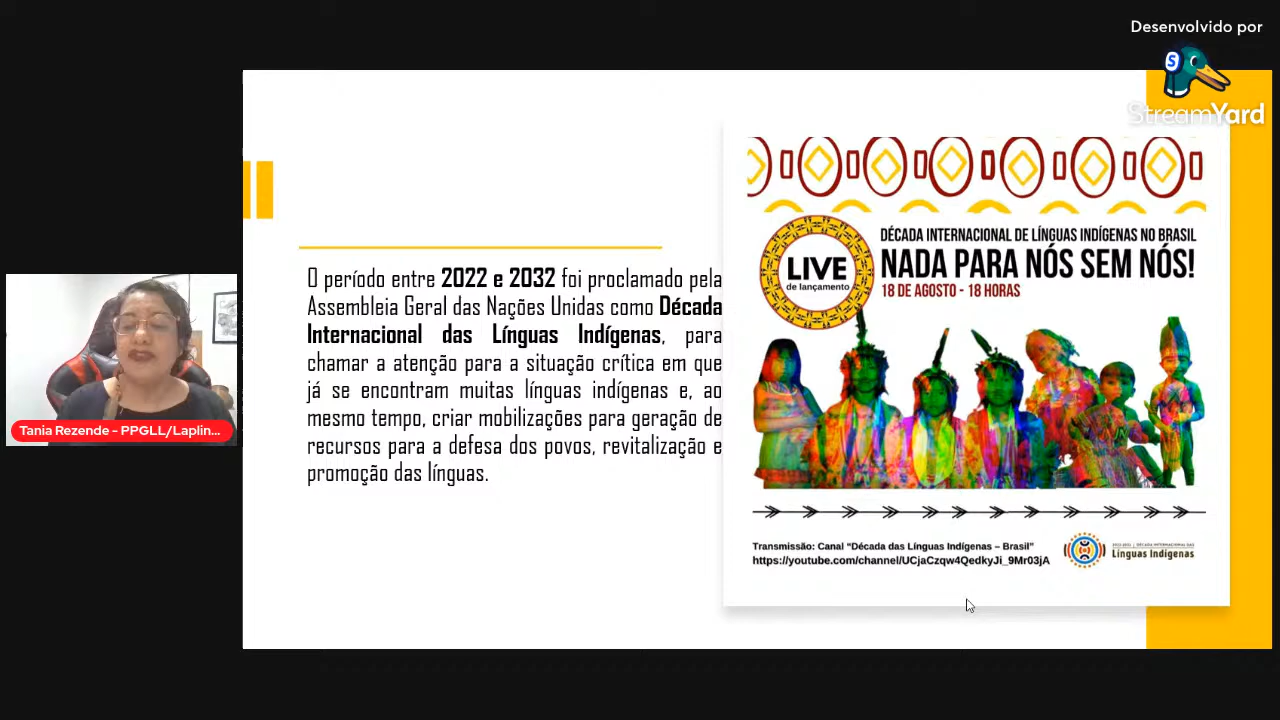 Desenvolvido por
StreamYard
O período entre 2022 e 2032 foi proclamado pela
Assembleia Geral das Nações Unidas como Década
Internacional das Línguas Indígenas, para
chamar a atenção para a situação crítica em que
já se encontram muitas línguas indígenas e, ao
mesmo tempo, criar mobilizações para geração de
recursos para a defesa dos povos, revitalização e
promoção das línguas.
LIVE
de lançamento
DÉCADA INTERNACIONAL DE LÍNGUAS INDÍGENAS NO BRASIL
NADA PARA NÓS SEM NÓS!
18 DE AGOSTO - 18 HORAS
Transmissão: Canal “Década das Línguas Indígenas – Brasil”
https://youtube.com/channel/UCjaCzqw4QedkyJi_9Mr03jA
DÉCADA INTERNACIONAL DAS
Línguas Indígenas
Tania Rezende - PPGLL/Laplin...